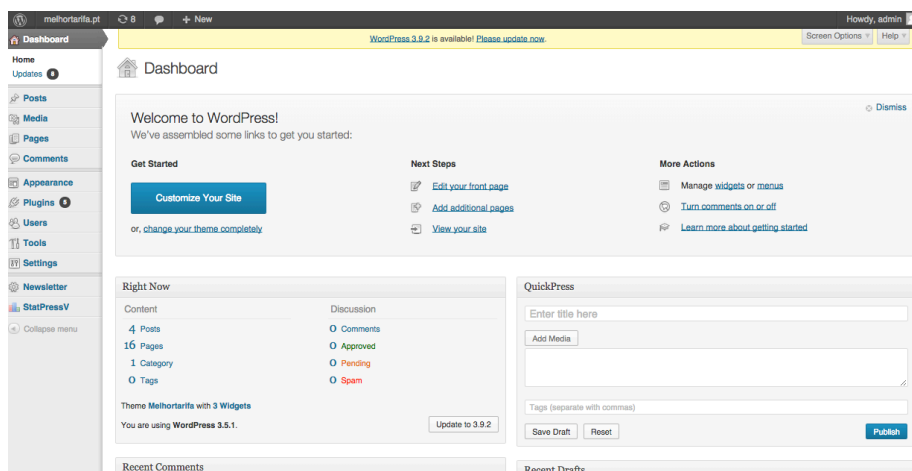 melhortarifa.pt 8 + New Howdy, admin
Dashboard
WordPress 3.9.2 is available! Please update now.
Screen Options Help
Home
Updates 6
Posts
Media
Pages
Comments
Appearance
Plugins 5
Users
Tools
Settings
Newsletter
StatPressV
Collapse menu
Dashboard
Dismiss
Welcome to WordPress!
We've assembled some links to get you started:
Get Started
Customize Your Site
or, change your theme completely
Next Steps
Edit your front page
Add additional pages
View your site
More Actions
Manage widgets or menus
Turn comments on or off
Learn more about getting started
Right Now
Content
4 Posts
16 Pages
1 Category
0 Tags
Discussion
0 Comments
0 Approved
0 Pending
0 Spam
Theme Melhortarifa with 3 Widgets
You are using WordPress 3.5.1.
Update to 3.9.2
QuickPress
Enter title here
Add Media
Tags (separate with commas)
Save Draft Reset Publish
Recent Comments
Recent Drafts